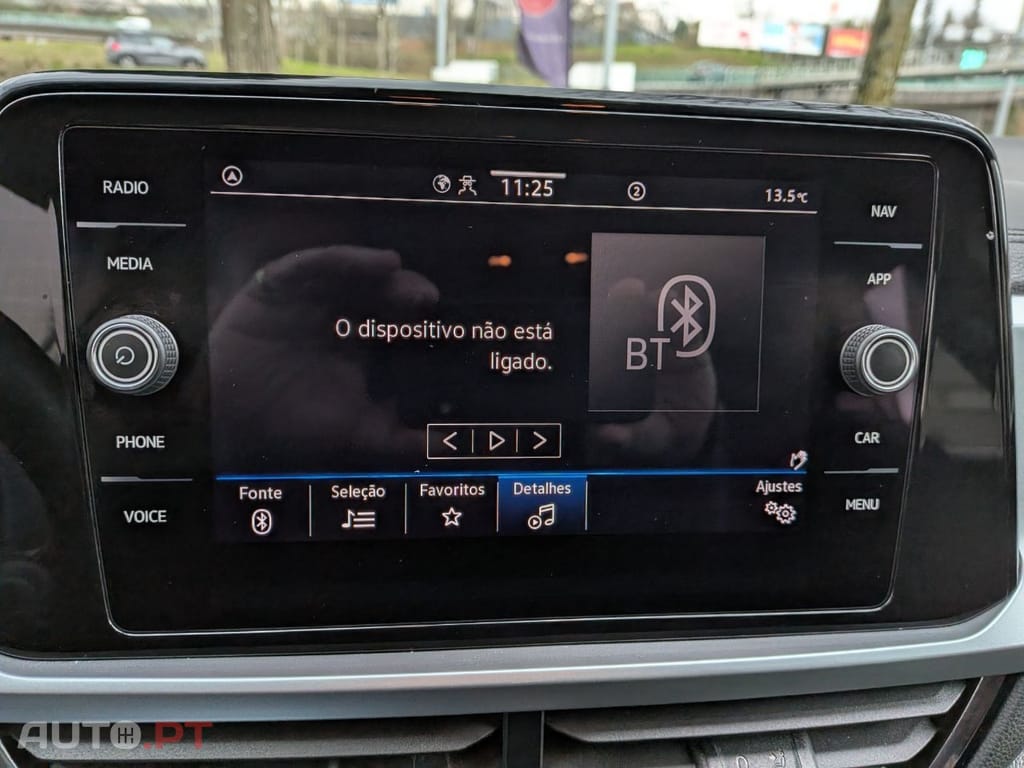 RADIO
MEDIA
PHONE
VOICE
11:25
2
13.5°C
O dispositivo não está
ligado.
BT
Fonte
Seleção
Favoritos
Detalhes
Ajustes
NAV
APP
CAR
MENU
AUTO.PT